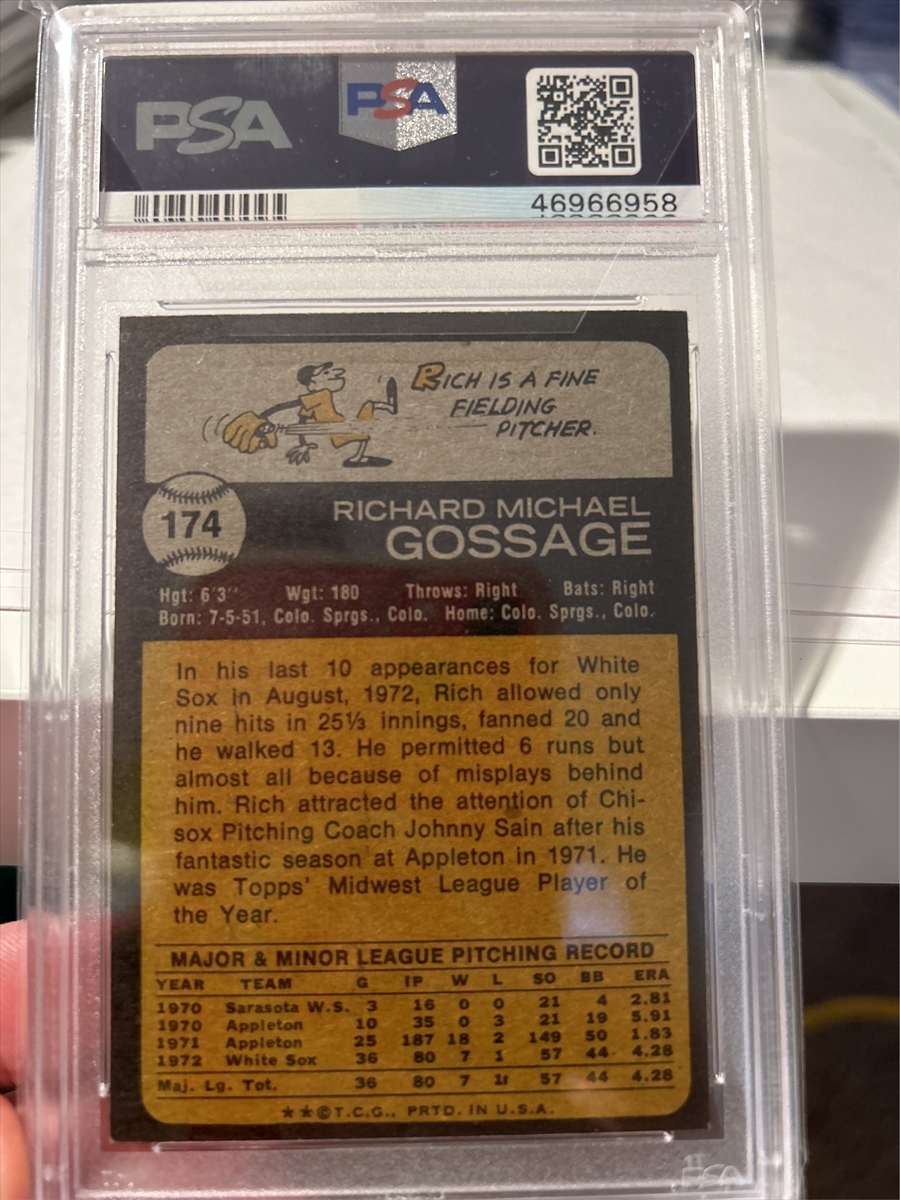 PSA
PSA
46966958
RICH IS A FINE
FIELDING
PITCHER.
174
RICHARD MICHAEL
GOSSAGE
Hgt: 6'3" Wgt: 180 Throws: Right Bats: Right
Born: 7-5-51, Colo. Sprgs., Colo. Home: Colo. Sprgs., Colo.
In his last 10 appearances for White
Sox in August, 1972, Rich allowed only
nine hits in 25⅓ innings, fanned 20 and
he walked 13. He permitted 6 runs but
almost all because of misplays behind
him. Rich attracted the attention of Chi-
sox Pitching Coach Johnny Sain after his
fantastic season at Appleton in 1971. He
was Topps' Midwest League Player of
the Year.
MAJOR & MINOR LEAGUE PITCHING RECORD
YEAR TEAM G IP W L SO BB ERA
1970 Sarasota W.S. 3 16 0 0 21 4 2.81
1970 Appleton 10 35 0 3 21 19 5.91
1971 Appleton 25 187 18 2 149 50 1.83
1972 White Sox 36 80 7 1 57 44 4.28
Maj. Lg. Tot. 36 80 7 1 57 44 4.28
★★©T.C.G., PRTD. IN U.S.A.
PSA